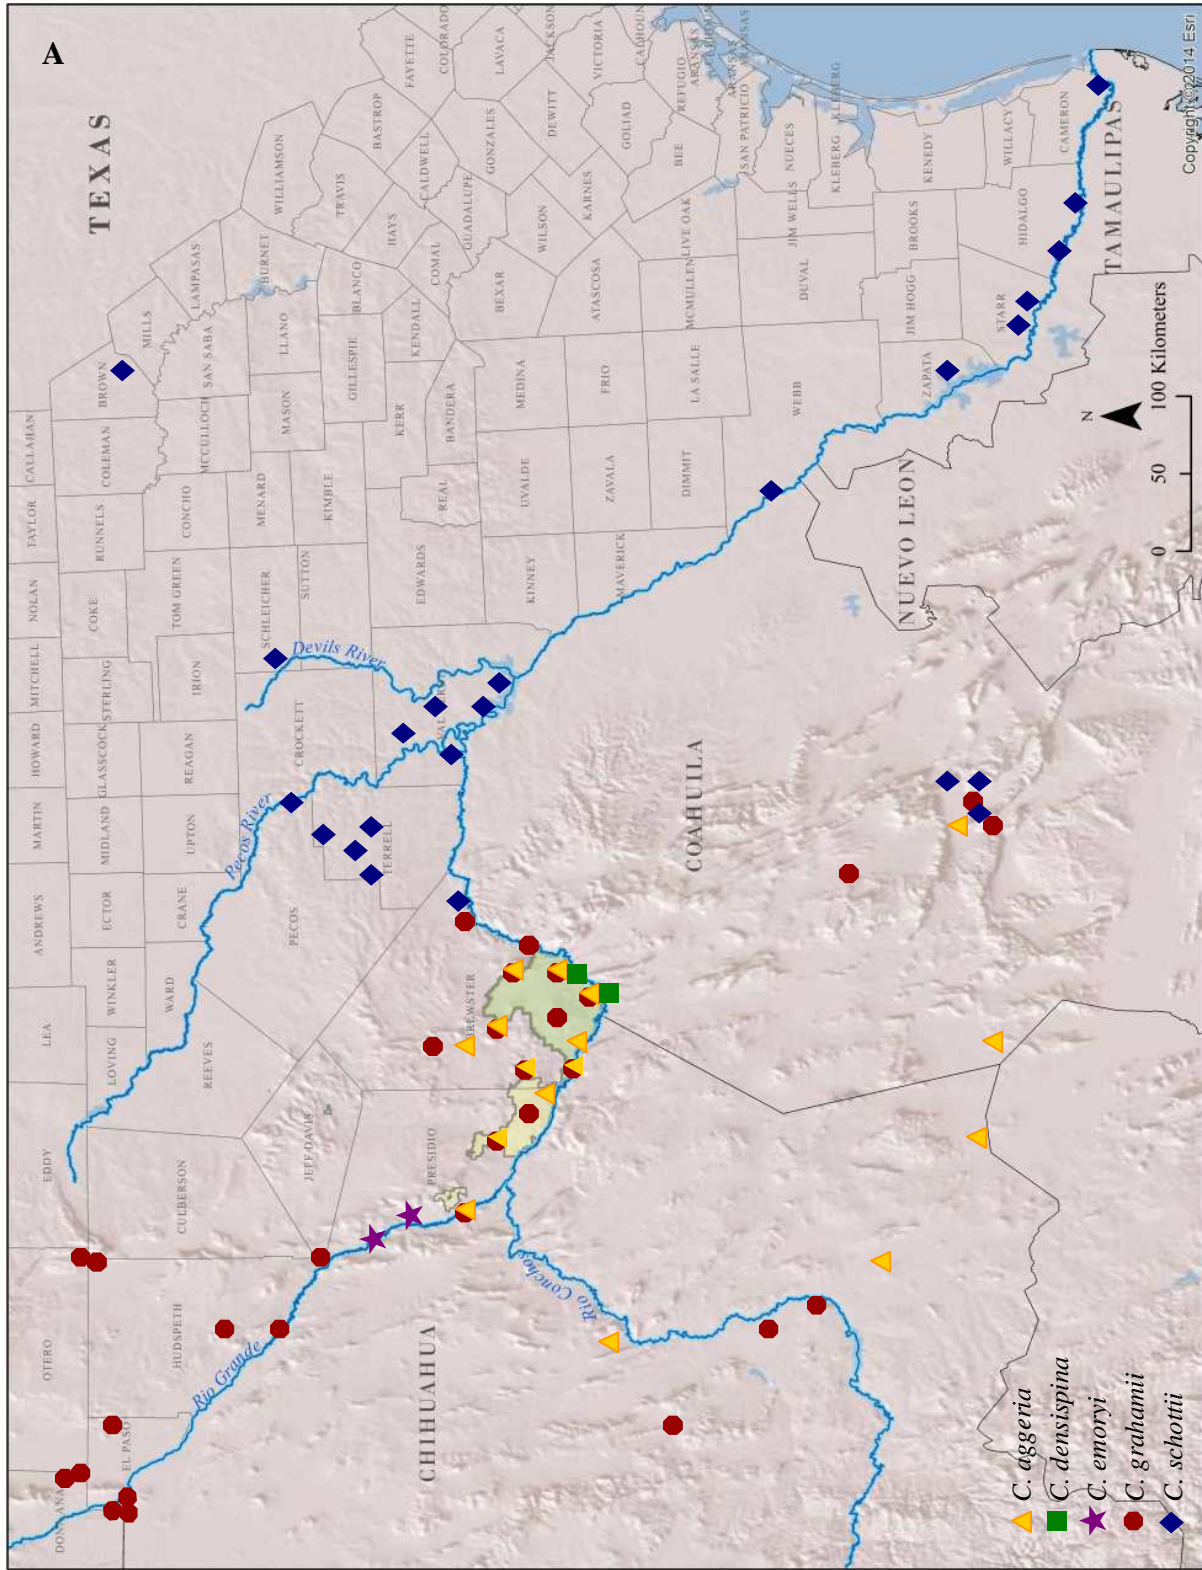 A
TEXAS
CALLAHAN
TAYLOR
NOLAN
MITCHELL
HOWARD
MARTIN
ANDREWS
LEA
EDDY
OTERO
DONA ANA
BROWN
COLEMAN
RUNNELS
COKE
STERLING
GLASSCOCK
MIDLAND
ECTOR
WINKLER
LOVING
MILLS
LAMPASAS
SAN SABA
MCCULLOCH
CONCHO
TOM GREEN
IRION
REAGAN
UPTON
CRANE
WARD
REEVES
CULBERSON
HUDSPETH
EL PASO
WILLIAMSON
BURNET
LLANO
MASON
MENARD
SCHLEICHER
CROCKETT
PECOS
JEFF DAVIS
TRAVIS
BLANCO
GILLESPIE
KIMBLE
SUTTON
Devils River
Pecos River
Rio Grande
FAYETTE
COLORADO
BASTROP
CALDWELL
HAYS
COMAL
KENDALL
KERR
BANDERA
REAL
EDWARDS
TERRELL
BREWSTER
PRESIDIO
LAVACA
JACKSON
GONZALES
GUADALUPE
DEWITT
WILSON
BEXAR
MEDINA
UVALDE
KINNEY
VICTORIA
CALHOUN
GOLIAD
KARNES
ATASCOSA
FRIO
ZAVALA
MAVERICK
REFUGIO
ARANSAS
BEE
LIVE OAK
MCMULLEN
LA SALLE
DIMMIT
SAN PATRICIO
ARANSAS
NUECES
JIM WELLS
DUVAL
WEBB
KLEBERG
KLEBERG
KENEDY
BROOKS
JIM HOGG
ZAPATA
WILLACY
HIDALGO
STARR
CAMERON
TAMAULIPAS
NUEVO LEON
COAHUILA
CHIHUAHUA
Rio Conchos
N
0 50 100 Kilometers
C. aggeria
C. densispina
C. emoryi
C. grahamii
C. schottii
Copyright:©2014 Esri